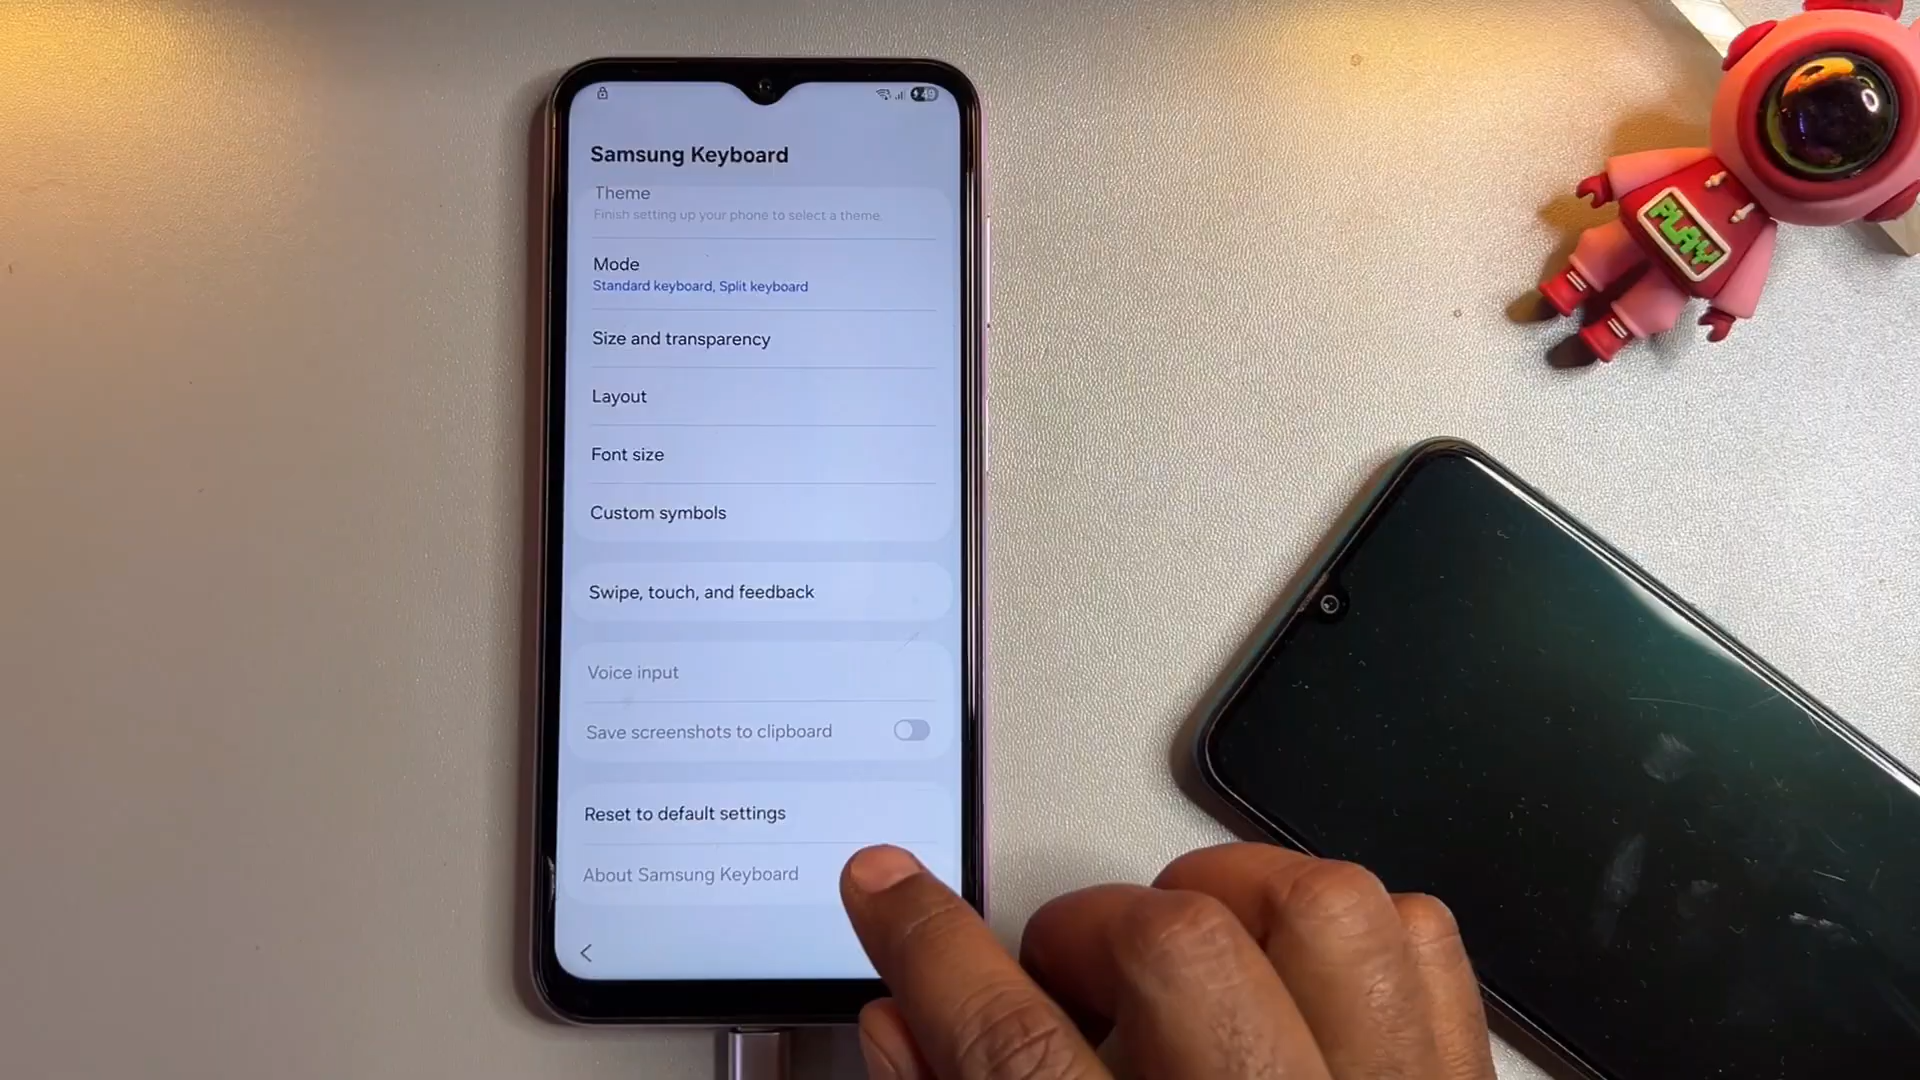 49
Samsung Keyboard
Theme
Finish setting up your phone to select a theme.
Mode
Standard keyboard, Split keyboard
Size and transparency
Layout
Font size
Custom symbols
Swipe, touch, and feedback
Voice input
Save screenshots to clipboard
Reset to default settings
About Samsung Keyboard
PLAY